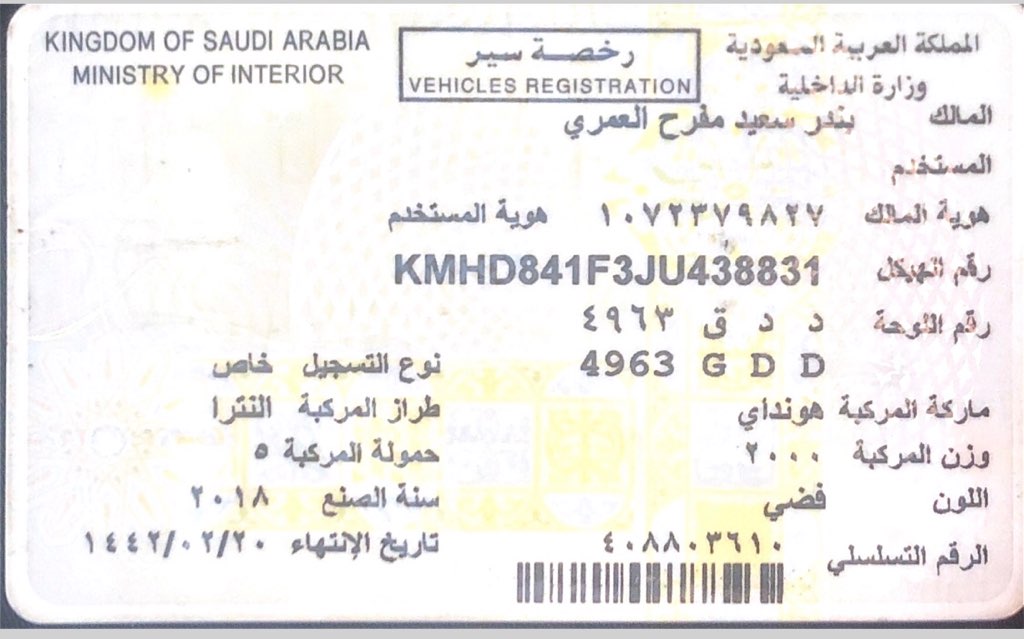 KINGDOM OF SAUDI ARABIA
MINISTRY OF INTERIOR
رخصة سير
VEHICLES REGISTRATION
المملكة العربية السعودية
وزارة الداخلية
المالك بندر سعيد مفرح العمري
المستخدم
هوية المالك ١٠٧٢٣٧٩٨٢٧ هوية المستخدم
رقم الهيكل KMHD841F3JU438831
رقم اللوحة د د ق ٤٩٦٣
4963 G D D
نوع التسجيل خاص
ماركة المركبة هونداي طراز المركبة النترا
وزن المركبة ٢٠٠٠ حمولة المركبة ٥
اللون فضي سنة الصنع ٢٠١٨
الرقم التسلسلي ٤٠٨٨٠٣٦١٠ تاريخ الإنتهاء ١٤٤٢/٠٢/٢٠